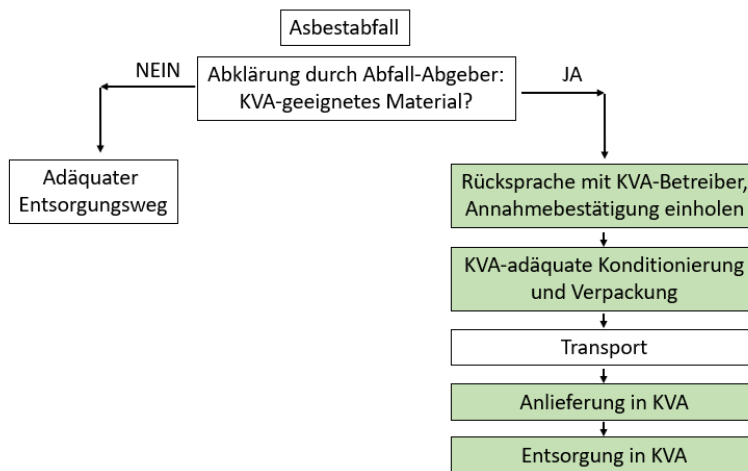 Asbestabfall
NEIN
Abklärung durch Abfall-Abgeber:
KVA-geeignetes Material?
JA
Adäquater
Entsorgungsweg
Rücksprache mit KVA-Betreiber,
Annahmebestätigung einholen
KVA-adäquate Konditionierung
und Verpackung
Transport
Anlieferung in KVA
Entsorgung in KVA